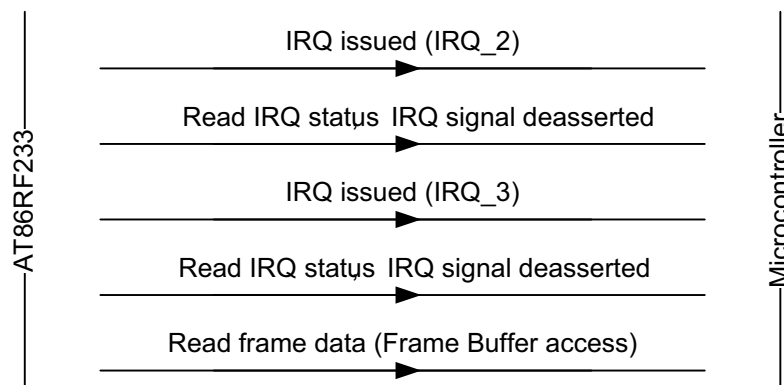 IRQ issued (IRQ_2)
Read IRQ status, IRQ signal deasserted
IRQ issued (IRQ_3)
Read IRQ status, IRQ signal deasserted
Read frame data (Frame Buffer access)
AT86RF233
Microcontroller